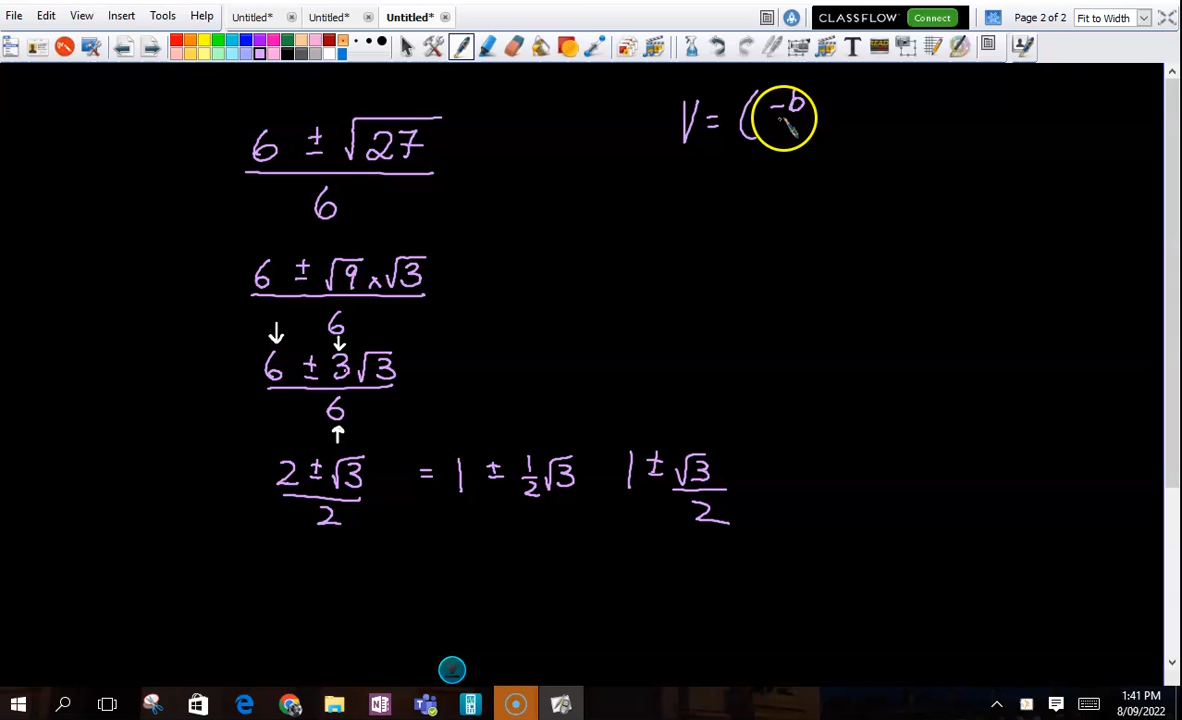 File Edit View Insert Tools Help Untitled* Untitled* Untitled* CLASSFLOW Connect Page 2 of 2 Fit to Width
6 ± √27
6
V = ( -b
6 ± √9 × √3
6
↓ ↓
6 ± 3√3
6
↑
2 ± √3 = 1 ± 1/2 √3 1 ± √3
2 2
1:41 PM
8/09/2022